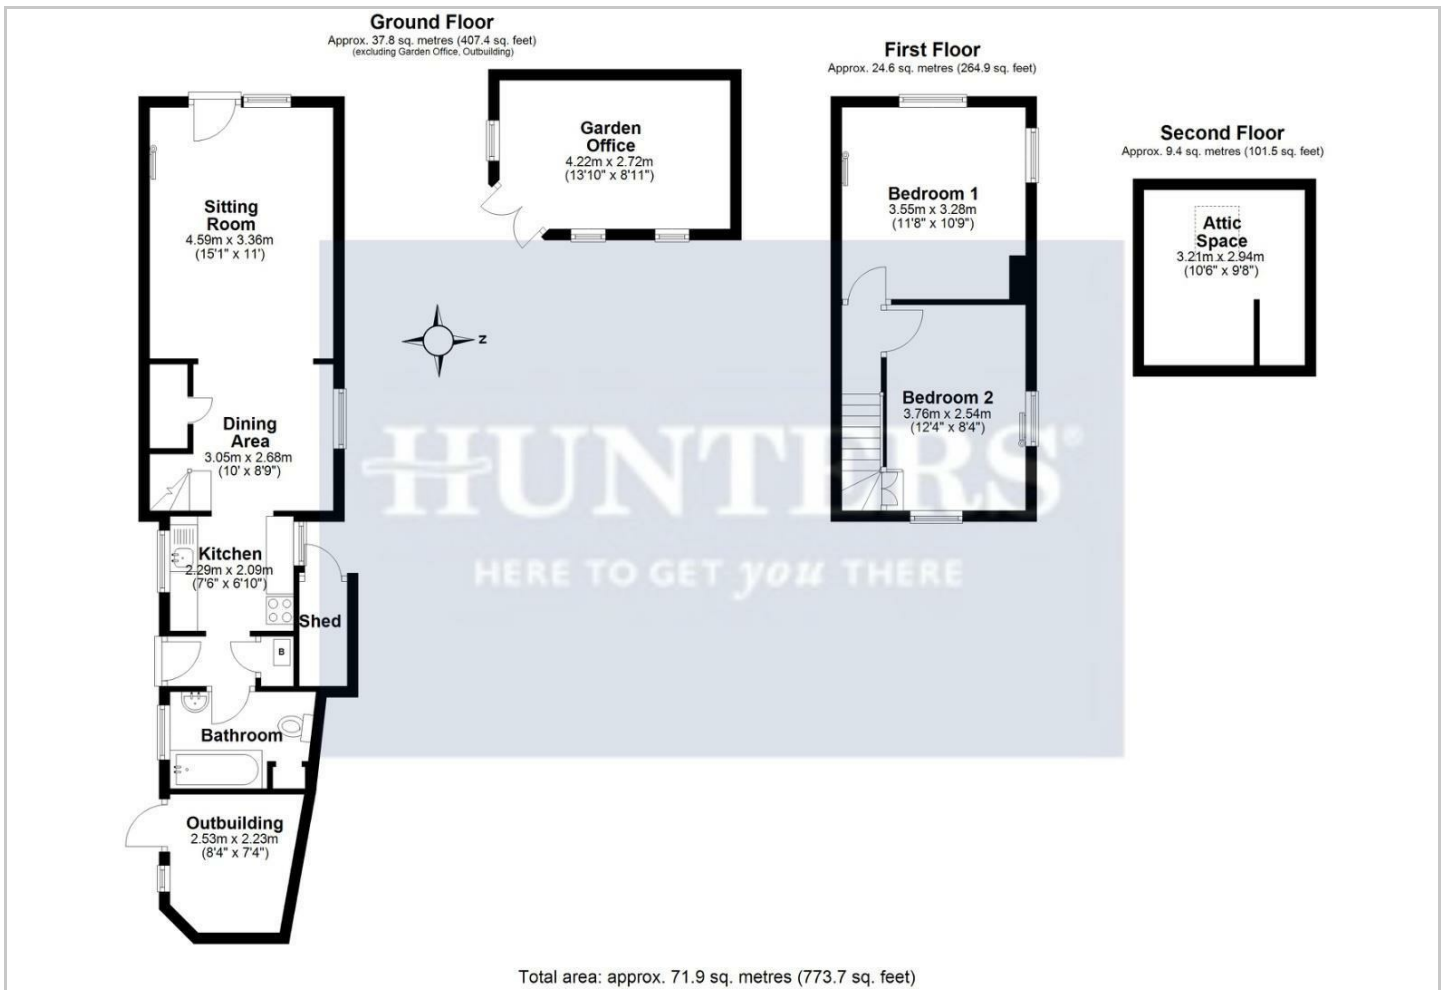 Ground Floor
Approx. 37.8 sq. metres (407.4 sq. feet)
(excluding Garden Office, Outbuilding)
First Floor
Approx. 24.6 sq. metres (264.9 sq. feet)
Second Floor
Approx. 9.4 sq. metres (101.5 sq. feet)
Garden
Office
4.22m x 2.72m
(13'10" x 8'11")
Sitting
Room
4.59m x 3.36m
(15'1" x 11')
Bedroom 1
3.55m x 3.28m
(11'8" x 10'9")
Attic
Space
3.21m x 2.94m
(10'6" x 9'8")
Z
Dining
Area
3.05m x 2.68m
(10' x 8'9")
Bedroom 2
3.76m x 2.54m
(12'4" x 8'4")
HUNTERS®
HERE TO GET you THERE
Kitchen
2.29m x 2.09m
(7'6" x 6'10")
Shed
B
Bathroom
Outbuilding
2.53m x 2.23m
(8'4" x 7'4")
Total area: approx. 71.9 sq. metres (773.7 sq. feet)